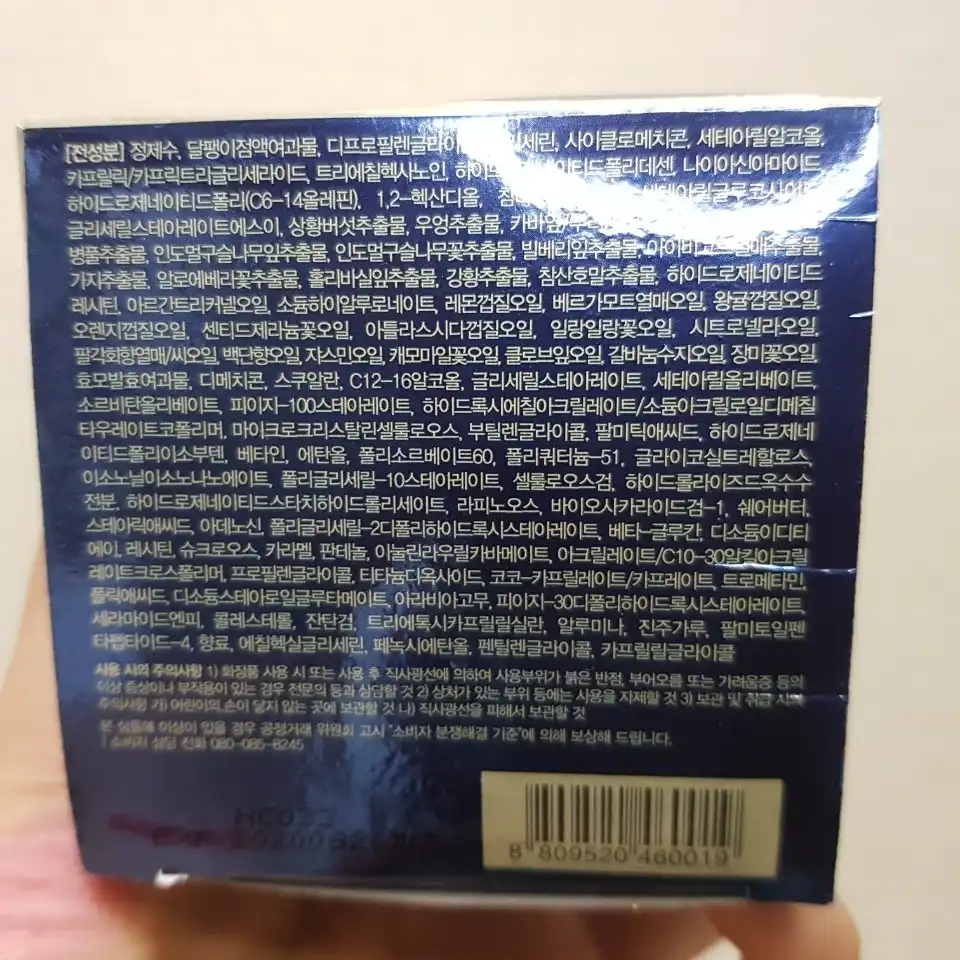 [전성분] 정제수, 달팽이점액여과물, 디프로필렌글라이 세린, 사이클로메치콘, 세테아릴알코올,
카프릴릭/카프릭트리글리세라이드, 트리에칠헥사노인, 하이 이티드폴리데센, 나이아신아마이드
하이드로제네이티드폴리(C6-14올레핀), 1,2-헥산디올, 세테아릴글루코사이드
글리세릴스테아레이트에스이, 상황버섯추출물, 우엉추출물, 카바잎/
병풀추출물, 인도멀구슬나무잎추출물, 인도멀구슬나무꽃추출물, 빌베리잎추출물,
가지추출물, 알로에베라꽃추출물, 홀리바실잎추출물, 강황추출물, 참산호말추출물, 하이드로제네이티드
레시틴, 아르간트리커넬오일, 소듐하이알루로네이트, 레몬껍질오일, 베르가모트열매오일, 왕귤껍질오일,
오렌지껍질오일, 센티드제라늄꽃오일, 아틀라스시다껍질오일, 일랑일랑꽃오일, 시트로넬라오일,
팔각회향열매/씨오일, 백단향오일, 쟈스민오일, 캐모마일꽃오일, 클로브잎오일, 갈바눔수지오일, 장미꽃오일,
효모발효여과물, 디메치콘, 스쿠알란, C12-16알코올, 글리세릴스테아레이트, 세테아릴올리베이트,
소르비탄올리베이트, 피이지-100스테아레이트, 하이드록시에칠아크릴레이트/소듐아크릴로일디메칠
타우레이트코폴리머, 마이크로크리스탈린셀룰로오스, 부틸렌글라이콜, 팔미틱애씨드, 하이드로제네
이티드폴리이소부텐, 베타인, 에탄올, 폴리소르베이트60, 폴리쿼터늄-51, 글라이코실트레할로스,
이소노닐이소노나노에이트, 폴리글리세릴-10스테아레이트, 셀룰로오스검, 하이드롤라이즈드옥수수
전분, 하이드로제네이티드스타치하이드롤리세이트, 라피노오스, 바이오사카라이드검-1, 쉐어버터,
스테아릭애씨드, 아데노신, 폴리글리세릴-2디폴리하이드록시스테아레이트, 베타-글루칸, 디소듐이디티
에이, 레시틴, 슈크로오스, 카라멜, 판테놀, 이눌린라우릴카바메이트, 아크릴레이트/C10-30알킬아크릴
레이트크로스폴리머, 프로필렌글라이콜, 티타늄디옥사이드, 코코-카프릴레이트/카프레이트, 트로메타민,
폴릭애씨드, 디소듐스테아로일글루타메이트, 아라비아고무, 피이지-30디폴리하이드록시스테아레이트,
세라마이드엔피, 콜레스테롤, 잔탄검, 트리에톡시카프릴릴실란, 알루미나, 진주가루, 팔미토일펜
타펩타이드-4, 향료, 에칠헥실글리세린, 페녹시에탄올, 펜틸렌글라이콜, 카프릴릴글라이콜
사용 시의 주의사항 1) 화장품 사용 시 또는 사용 후 직사광선에 의하여 사용부위가 붉은 반점, 부어오름 또는 가려움증 등의
이상 증상이나 부작용이 있는 경우 전문의 등과 상담할 것 2) 상처가 있는 부위 등에는 사용을 자제할 것 3) 보관 및 취급 시의
주의사항 가) 어린이의 손이 닿지 않는 곳에 보관할 것 나) 직사광선을 피해서 보관할 것
본 상품에 이상이 있을 경우 공정거래 위원회 고시 "소비자 분쟁해결 기준"에 의해 보상해 드립니다.
소비자 상담 전화 080-085-8245
HC033
8 809520 460019